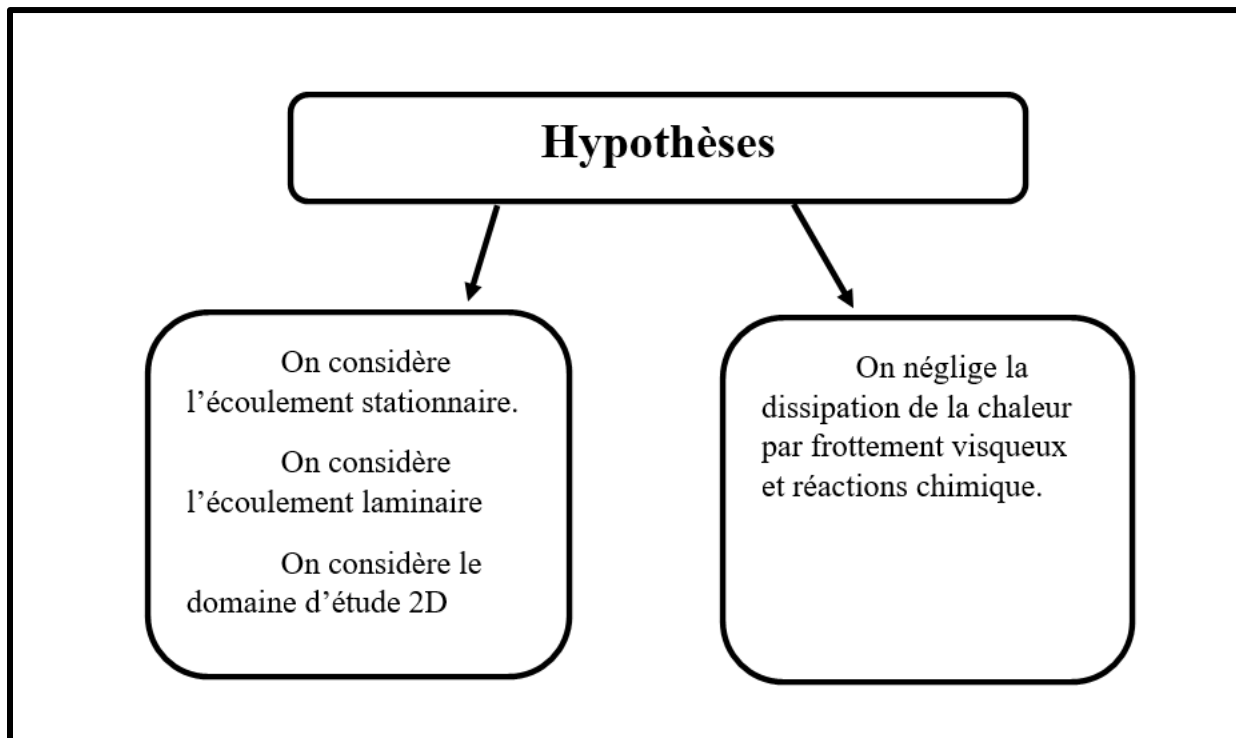 Hypothèses
On considère
l’écoulement stationnaire.
On considère
l’écoulement laminaire
On considère le
domaine d’étude 2D
On néglige la
dissipation de la chaleur
par frottement visqueux
et réactions chimique.